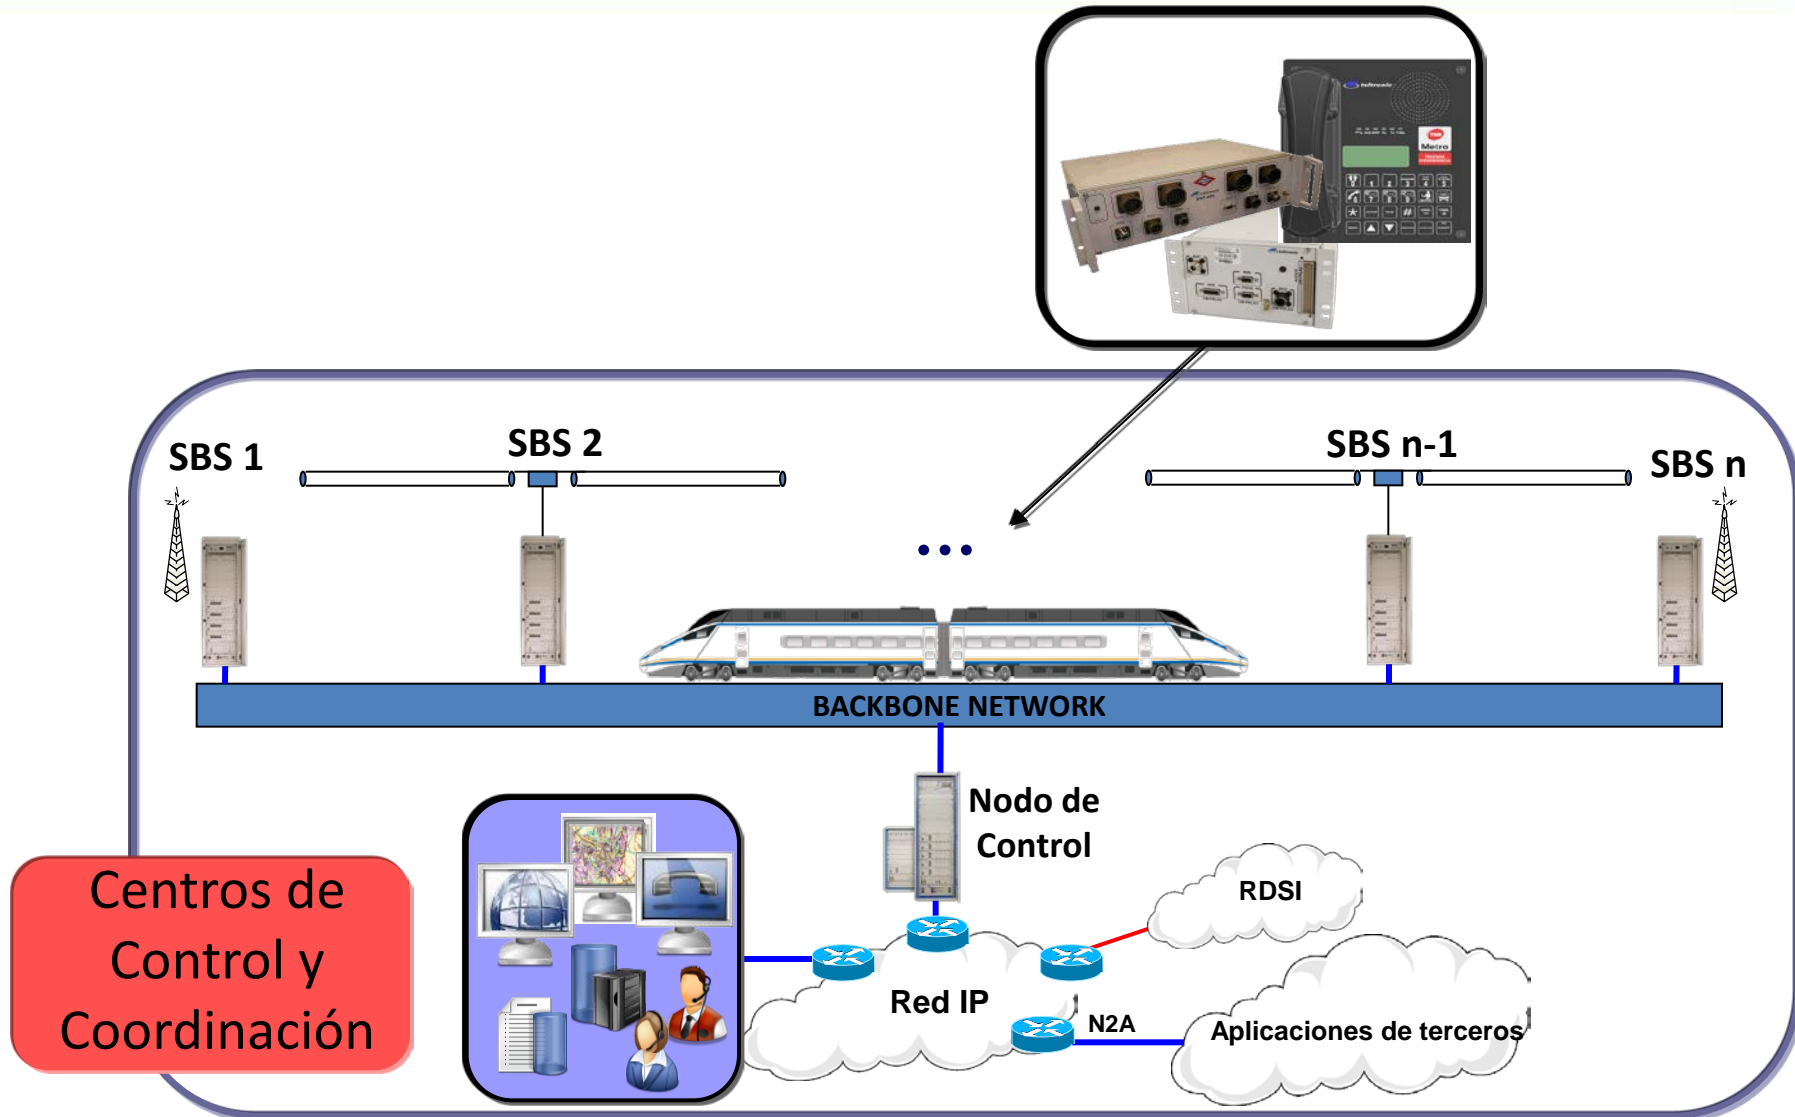 teltronic
Metro
SBS 1
SBS 2
SBS n-1
SBS n
...
BACKBONE NETWORK
Nodo de
Control
Centros de
Control y
Coordinación
RDSI
Red IP
N2A
Aplicaciones de terceros